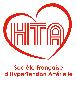 HTA
Société Française
d'Hypertension Artérielle